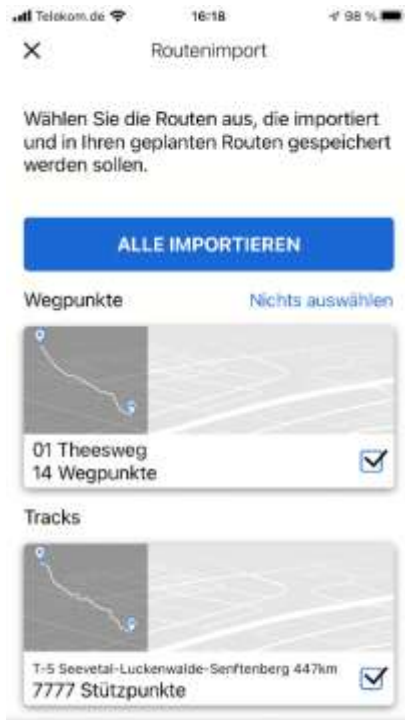 Telekom.de 16:18 98 %
Routenimport
Wählen Sie die Routen aus, die importiert
und in Ihren geplanten Routen gespeichert
werden sollen.
ALLE IMPORTIEREN
Wegpunkte Nichts auswählen
01 Theesweg
14 Wegpunkte
Tracks
T-5 Seevetal-Luckenwalde-Senftenberg 447km
7777 Stützpunkte